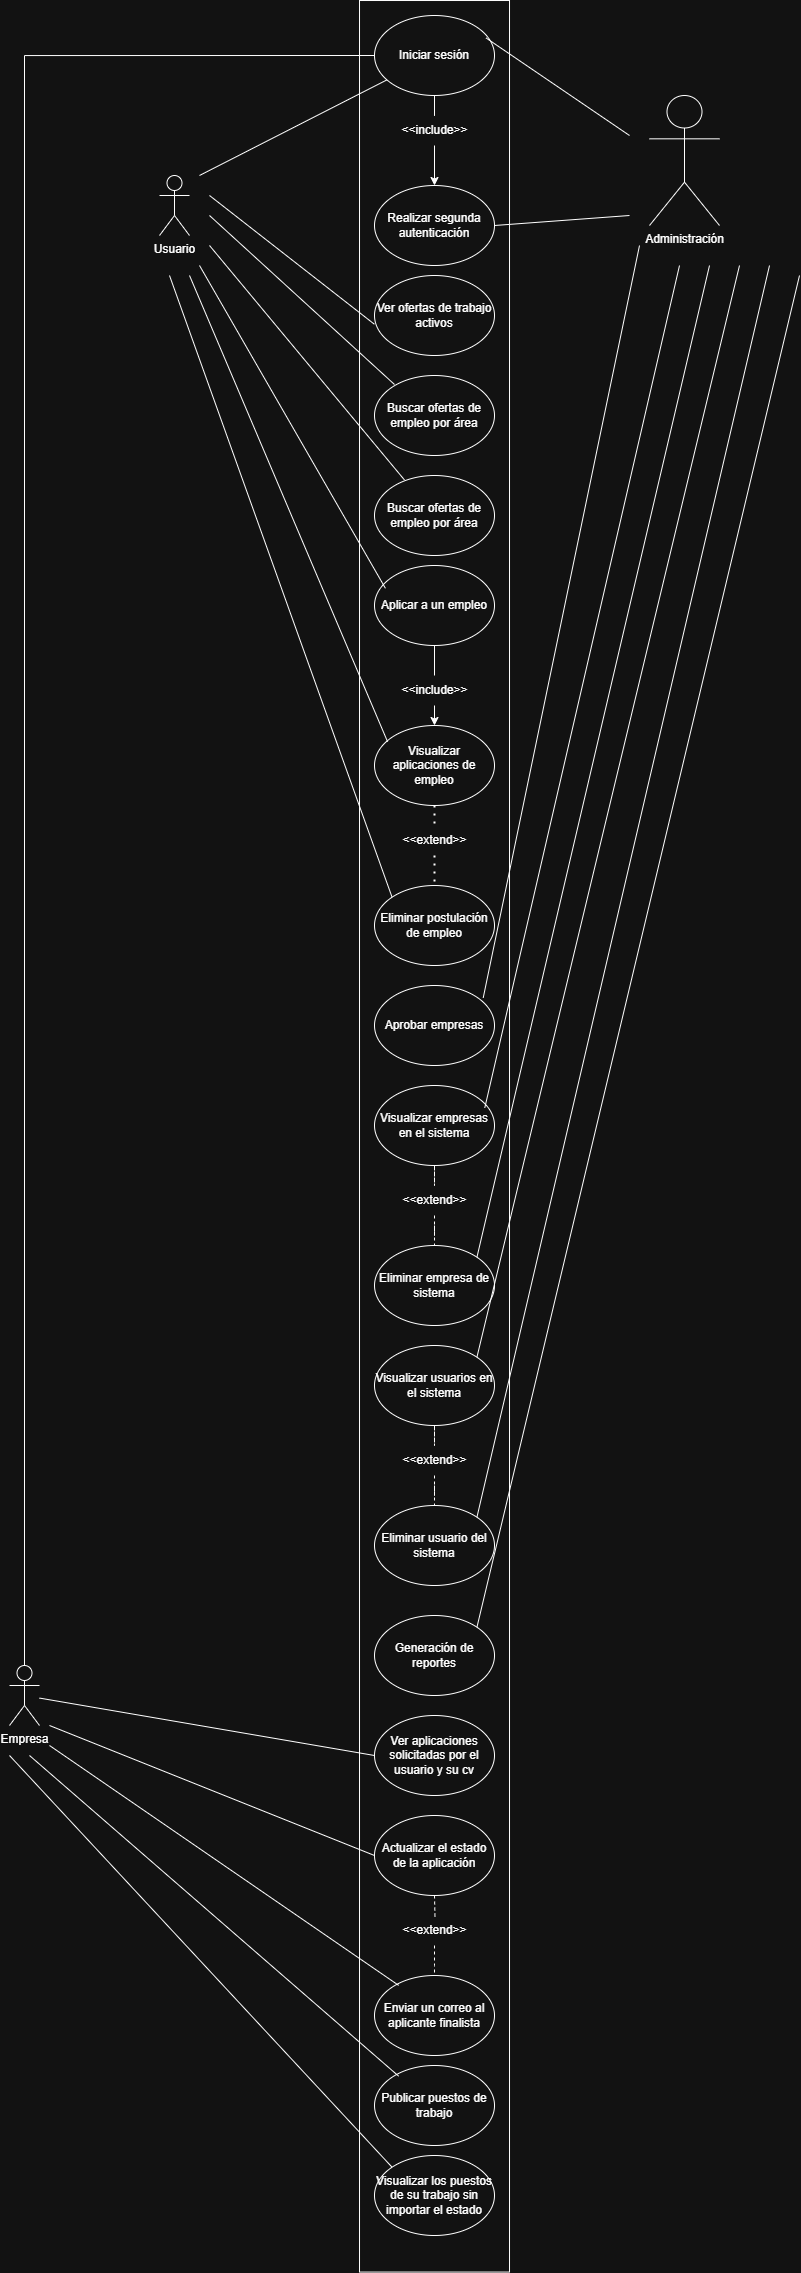 Iniciar sesión
<<include>>
Usuario
Realizar segunda
autenticación
Administración
Ver ofertas de trabajo
activos
Buscar ofertas de
empleo por área
Buscar ofertas de
empleo por área
Aplicar a un empleo
<<include>>
Visualizar
aplicaciones de
empleo
<<extend>>
Eliminar postulación
de empleo
Aprobar empresas
Visualizar empresas
en el sistema
<<extend>>
Eliminar empresa de
sistema
Visualizar usuarios en
el sistema
<<extend>>
Eliminar usuario del
sistema
Generación de
reportes
Empresa
Ver aplicaciones
solicitadas por el
usuario y su cv
Actualizar el estado
de la aplicación
<<extend>>
Enviar un correo al
aplicante finalista
Publicar puestos de
trabajo
Visualizar los puestos
de su trabajo sin
importar el estado